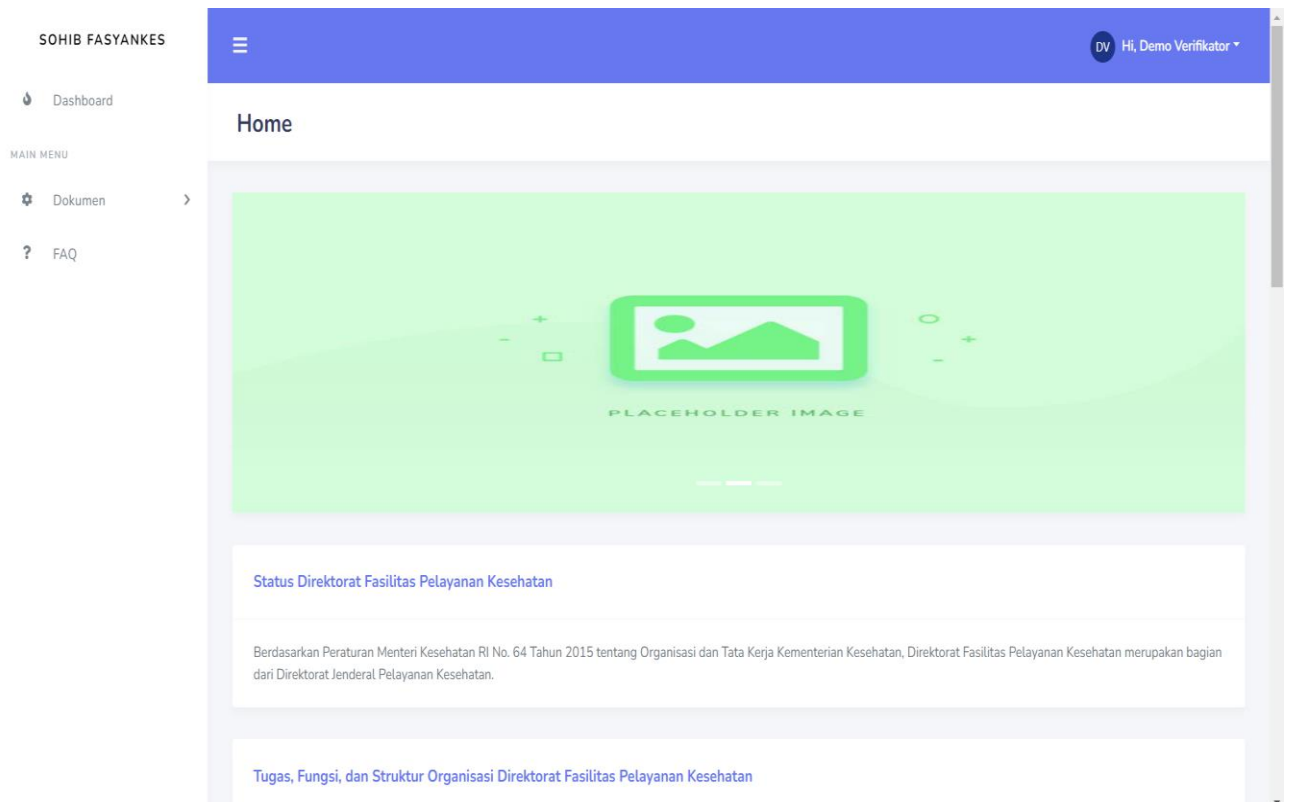 SOHIB FASYANKES
DV Hi, Demo Verifikator
Dashboard
Home
MAIN MENU
Dokumen
? FAQ
PLACEHOLDER IMAGE
Status Direktorat Fasilitas Pelayanan Kesehatan
Berdasarkan Peraturan Menteri Kesehatan RI No. 64 Tahun 2015 tentang Organisasi dan Tata Kerja Kementerian Kesehatan, Direktorat Fasilitas Pelayanan Kesehatan merupakan bagian
dari Direktorat Jenderal Pelayanan Kesehatan.
Tugas, Fungsi, dan Struktur Organisasi Direktorat Fasilitas Pelayanan Kesehatan